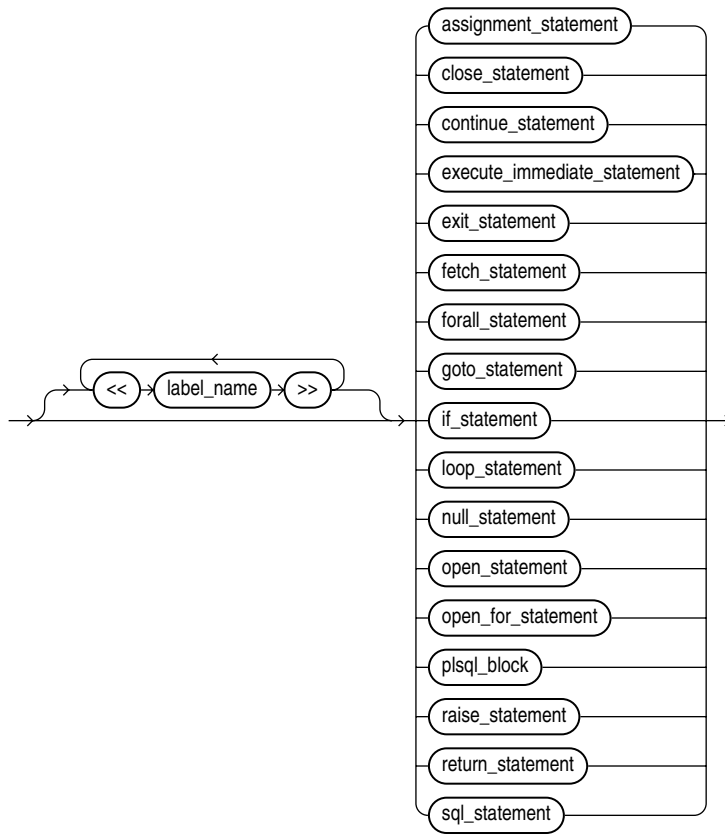 assignment_statement
close_statement
continue_statement
execute_immediate_statement
exit_statement
fetch_statement
forall_statement
goto_statement
<< label_name >>
if_statement
loop_statement
null_statement
open_statement
open_for_statement
plsql_block
raise_statement
return_statement
sql_statement